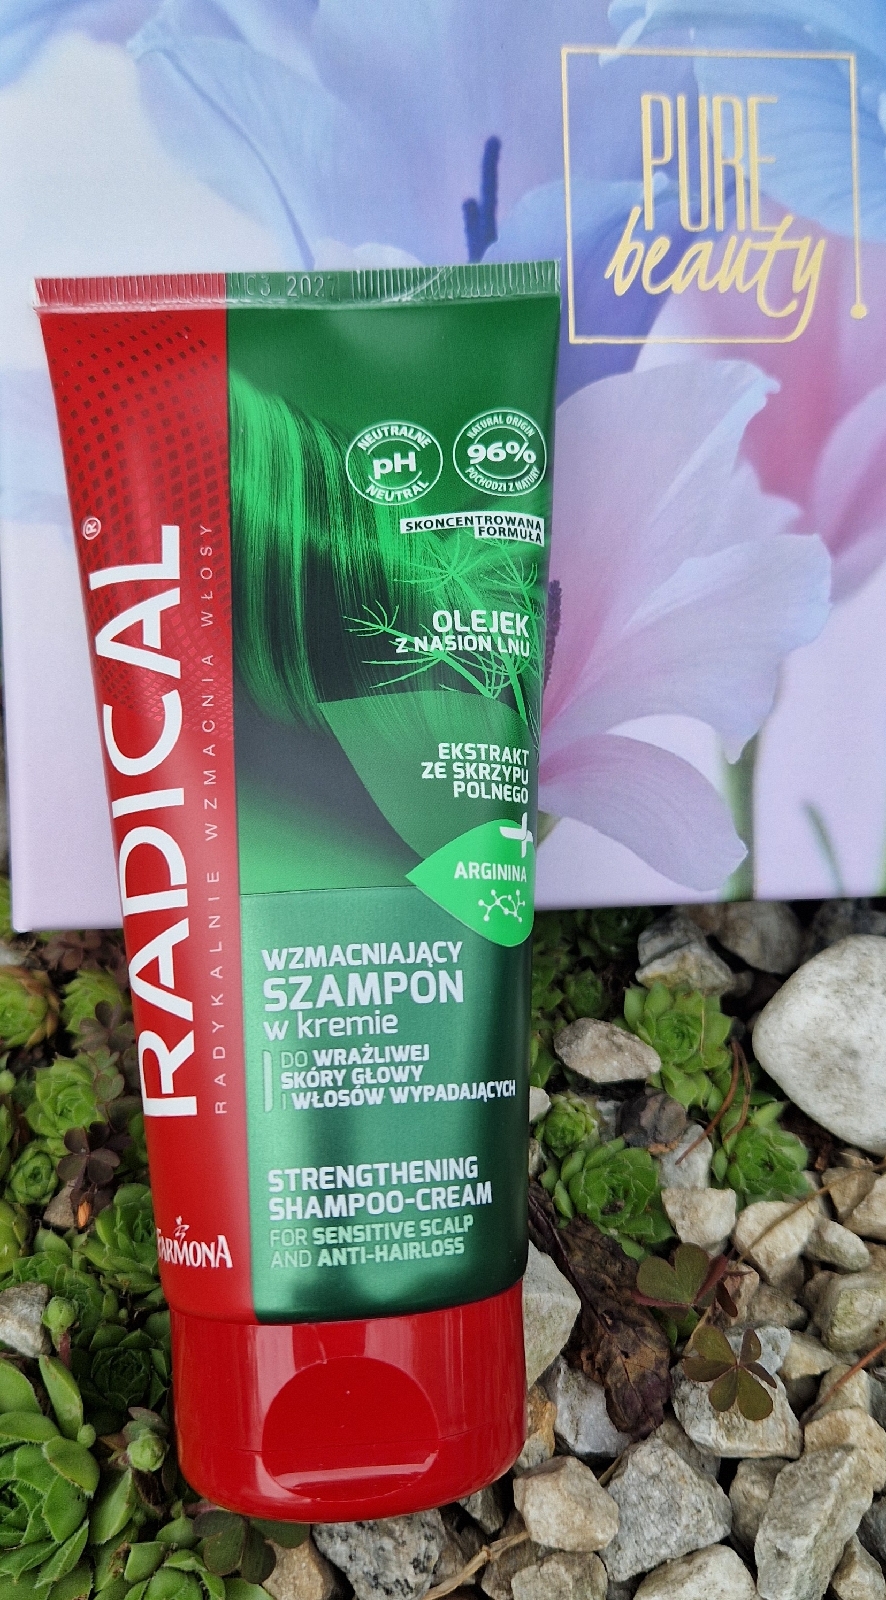 PURE
beauty
03 2027
NEUTRALNE
pH
NEUTRAL
NATURAL ORIGIN
96%
POCHODZI Z NATURY
SKONCENTROWANA
FORMUŁA
OLEJEK
Z NASION LNU
EKSTRAKT
ZE SKRZYPU
POLNEGO
+
ARGININA
RADICAL®
RADYKALNIE WZMACNIA WŁOSY
WZMACNIAJĄCY
SZAMPON
w kremie
DO WRAŻLIWEJ
SKÓRY GŁOWY
I WŁOSÓW WYPADAJĄCYCH
STRENGTHENING
SHAMPOO-CREAM
FOR SENSITIVE SCALP
AND ANTI-HAIRLOSS
FARMONA